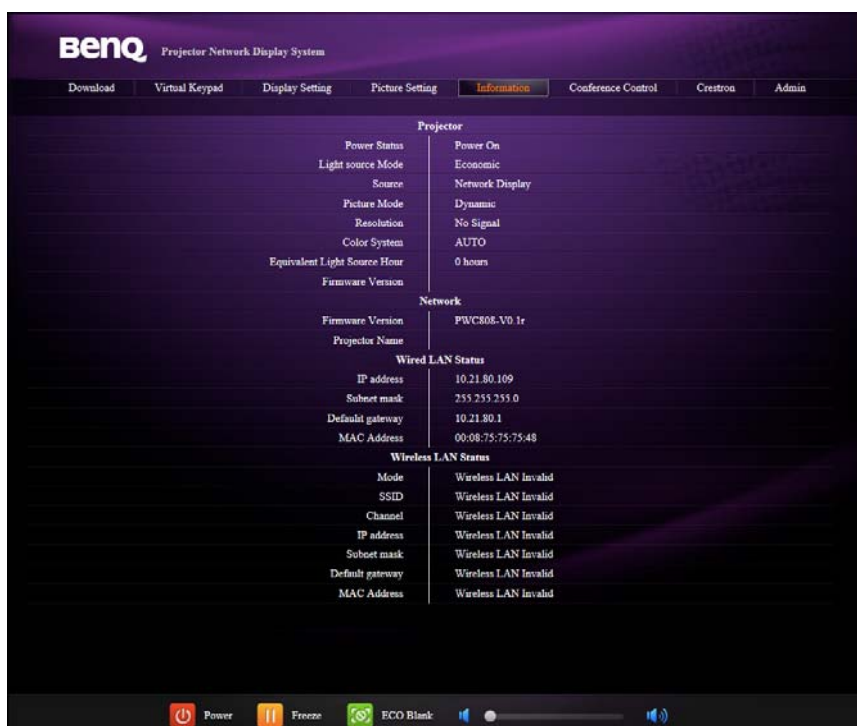 BenQ Projector Network Display System
Download Virtual Keypad Display Setting Picture Setting Information Conference Control Crestron Admin
Projector
Power Status Power On
Light source Mode Economic
Source Network Display
Picture Mode Dynamic
Resolution No Signal
Color System AUTO
Equivalent Light Source Hour 0 hours
Firmware Version
Network
Firmware Version PWC808-V0.1r
Projector Name
Wired LAN Status
IP address 10.21.80.109
Subnet mask 255.255.255.0
Default gateway 10.21.80.1
MAC Address 00:08:75:75:75:48
Wireless LAN Status
Mode Wireless LAN Invalid
SSID Wireless LAN Invalid
Channel Wireless LAN Invalid
IP address Wireless LAN Invalid
Subnet mask Wireless LAN Invalid
Default gateway Wireless LAN Invalid
MAC Address Wireless LAN Invalid
Power Freeze ECO Blank